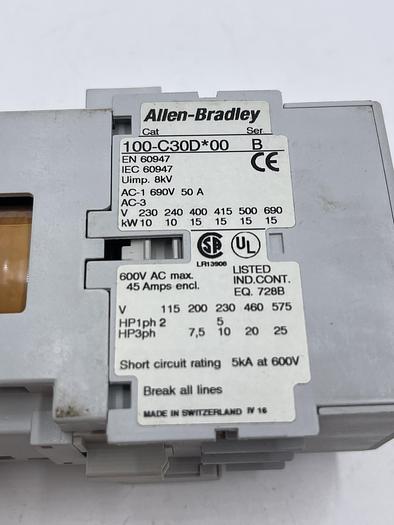 Allen-Bradley
Cat Ser
100-C30D*00 B
EN 60947
IEC 60947
Uimp. 8kV
CE
AC-1 690V 50 A
AC-3
V 230 240 400 415 500 690
kW 10 10 15 15 15 15
SA UL
LR13908
600V AC max. LISTED
45 Amps encl. IND.CONT.
EQ. 728B
V 115 200 230 460 575
HP1ph 2 5
HP3ph 7,5 10 20 25
Short circuit rating 5kA at 600V
Break all lines
MADE IN SWITZERLAND IV 16